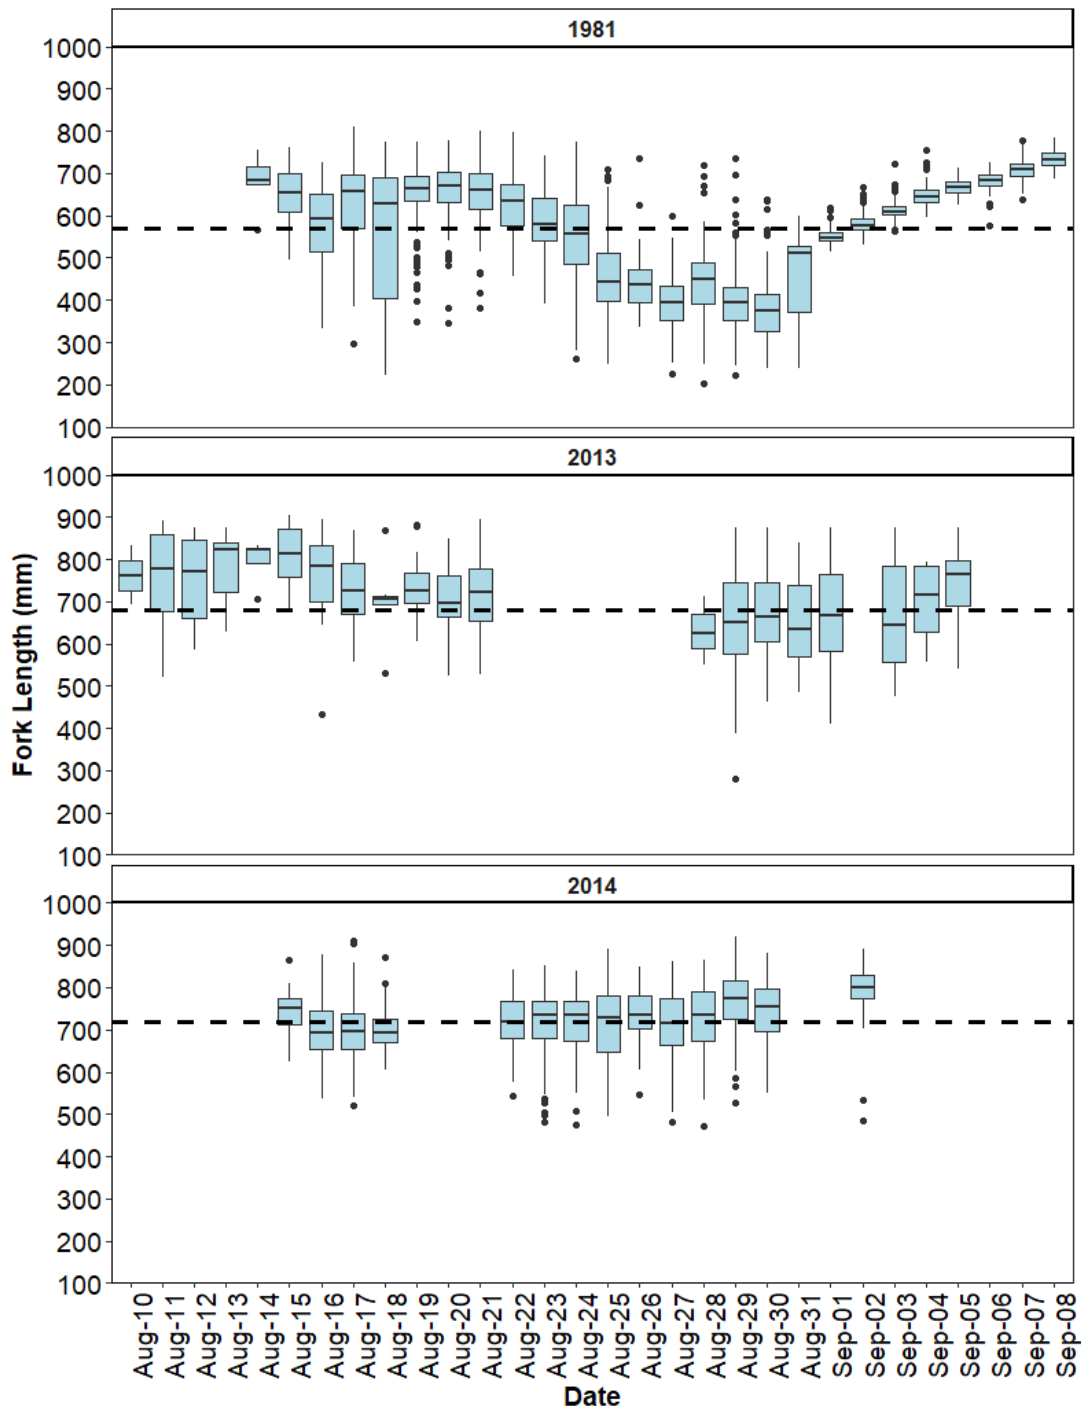 1981
1000
900
800
700
600
500
400
300
200
100
2013
1000
900
800
700
600
500
400
300
200
100
Fork Length (mm)
2014
1000
900
800
700
600
500
400
300
200
100
Aug-10
Aug-11
Aug-12
Aug-13
Aug-14
Aug-15
Aug-16
Aug-17
Aug-18
Aug-19
Aug-20
Aug-21
Aug-22
Aug-23
Aug-24
Aug-25
Aug-26
Aug-27
Aug-28
Aug-29
Aug-30
Aug-31
Sep-01
Sep-02
Sep-03
Sep-04
Sep-05
Sep-06
Sep-07
Sep-08
Date